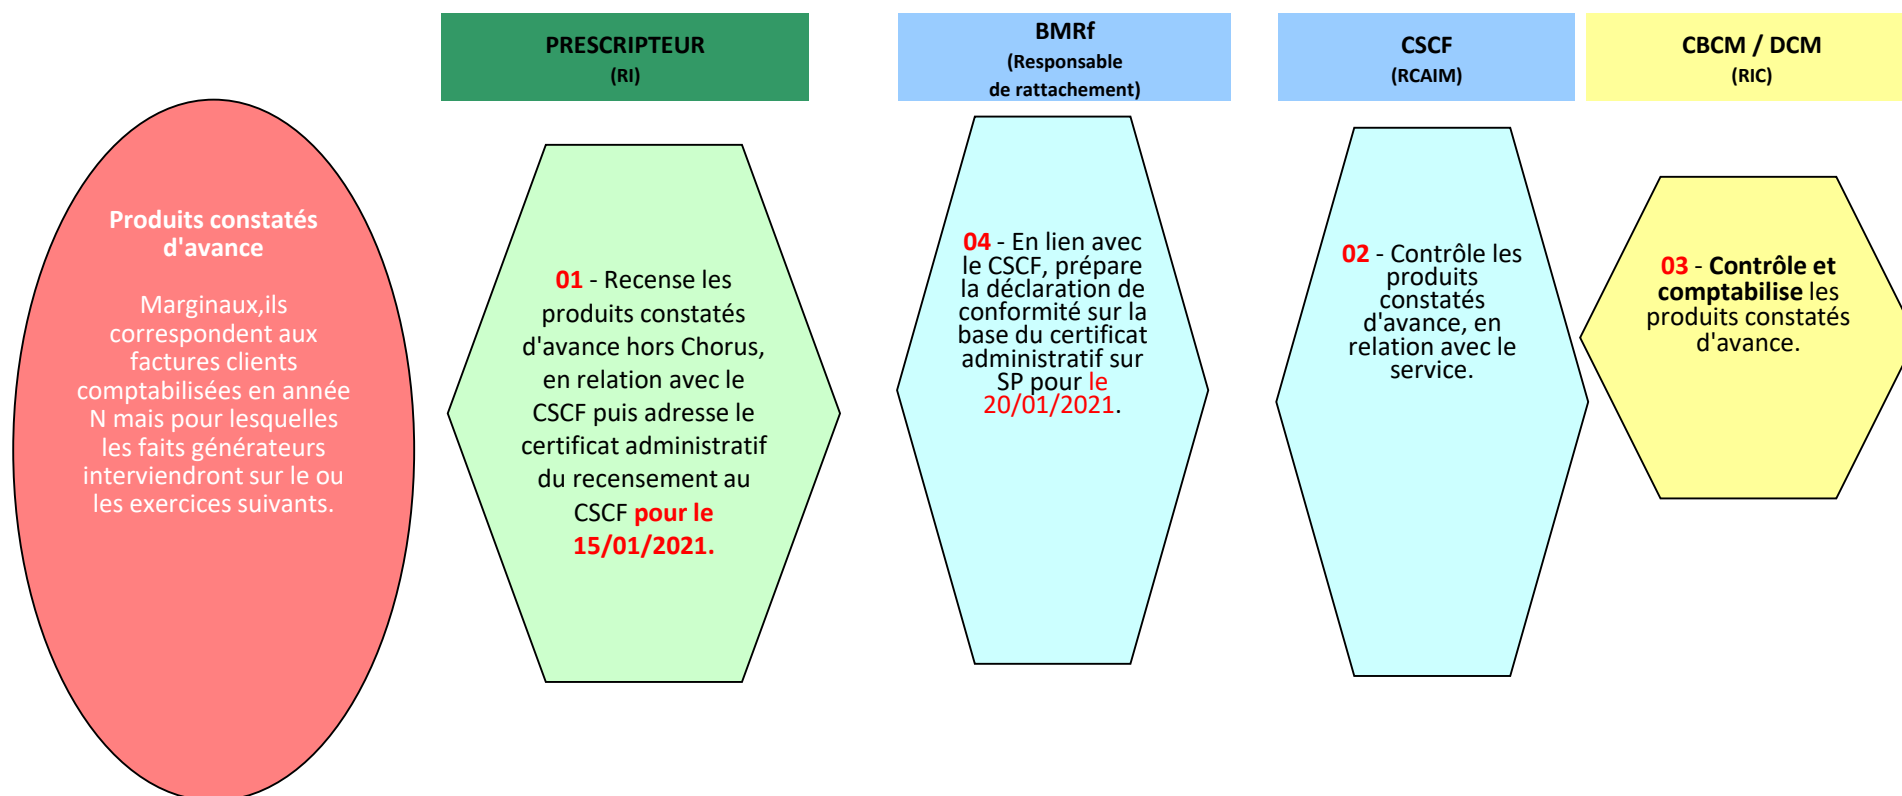 PRESCRIPTEUR
(RI)
BMRf
(Responsable
de rattachement)
CSCF
(RCAIM)
CBCM / DCM
(RIC)
Produits constatés
d'avance
Marginaux,ils
correspondent aux
factures clients
comptabilisées en année
N mais pour lesquelles
les faits générateurs
interviendront sur le ou
les exercices suivants.
01 - Recense les
produits constatés
d'avance hors Chorus,
en relation avec le
CSCF puis adresse le
certificat administratif
du recensement au
CSCF pour le
15/01/2021.
04 - En lien avec
le CSCF, prépare
la déclaration de
conformité sur la
base du certificat
administratif sur
SP pour le
20/01/2021.
02 - Contrôle les
produits
constatés
d'avance, en
relation avec le
service.
03 - Contrôle et
comptabilise les
produits constatés
d'avance.